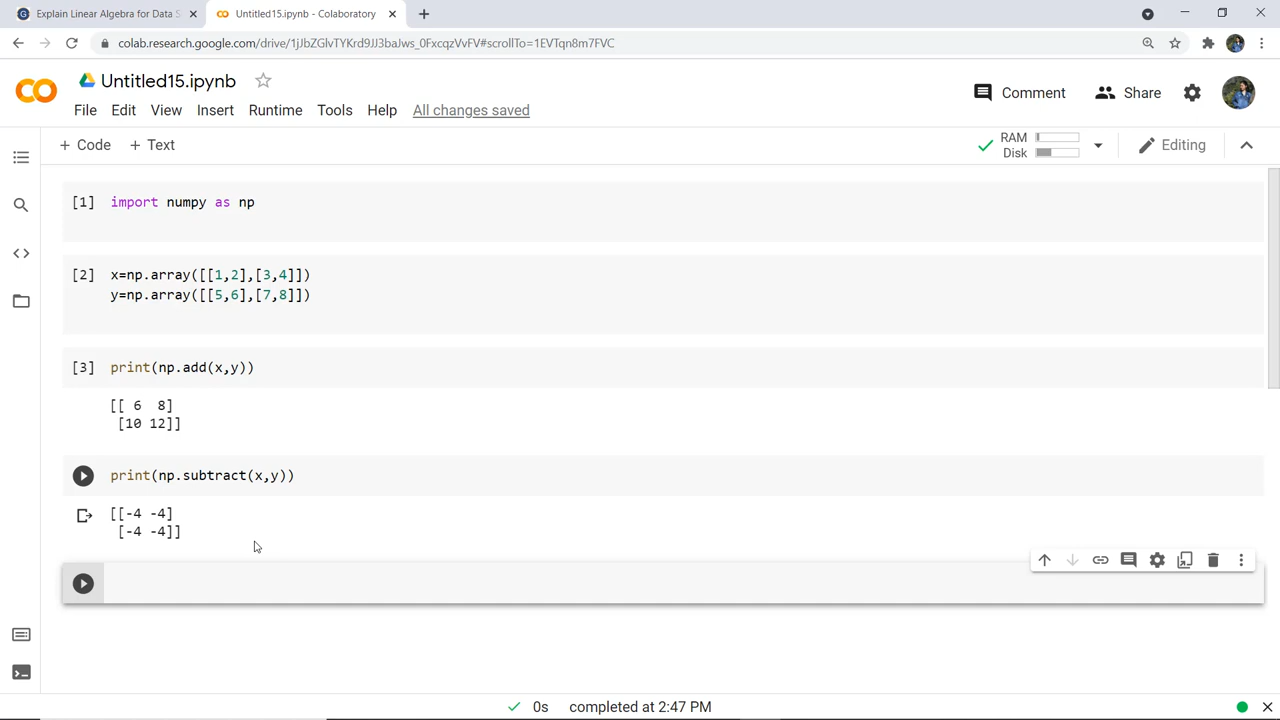 Explain Linear Algebra for Data S
Untitled15.ipynb - Colaboratory
colab.research.google.com/drive/1jJbZGlvTYKrd9JJ3baJws_0FxcqzVvFV#scrollTo=1EVTqn8m7FVC
Untitled15.ipynb
Comment
Share
File Edit View Insert Runtime Tools Help All changes saved
+ Code + Text
RAM
Disk
Editing
[1] import numpy as np
[2] x=np.array([[1,2],[3,4]])
y=np.array([[5,6],[7,8]])
[3] print(np.add(x,y))
[[ 6  8]
[10 12]]
print(np.subtract(x,y))
[[-4 -4]
[-4 -4]]
0s completed at 2:47 PM